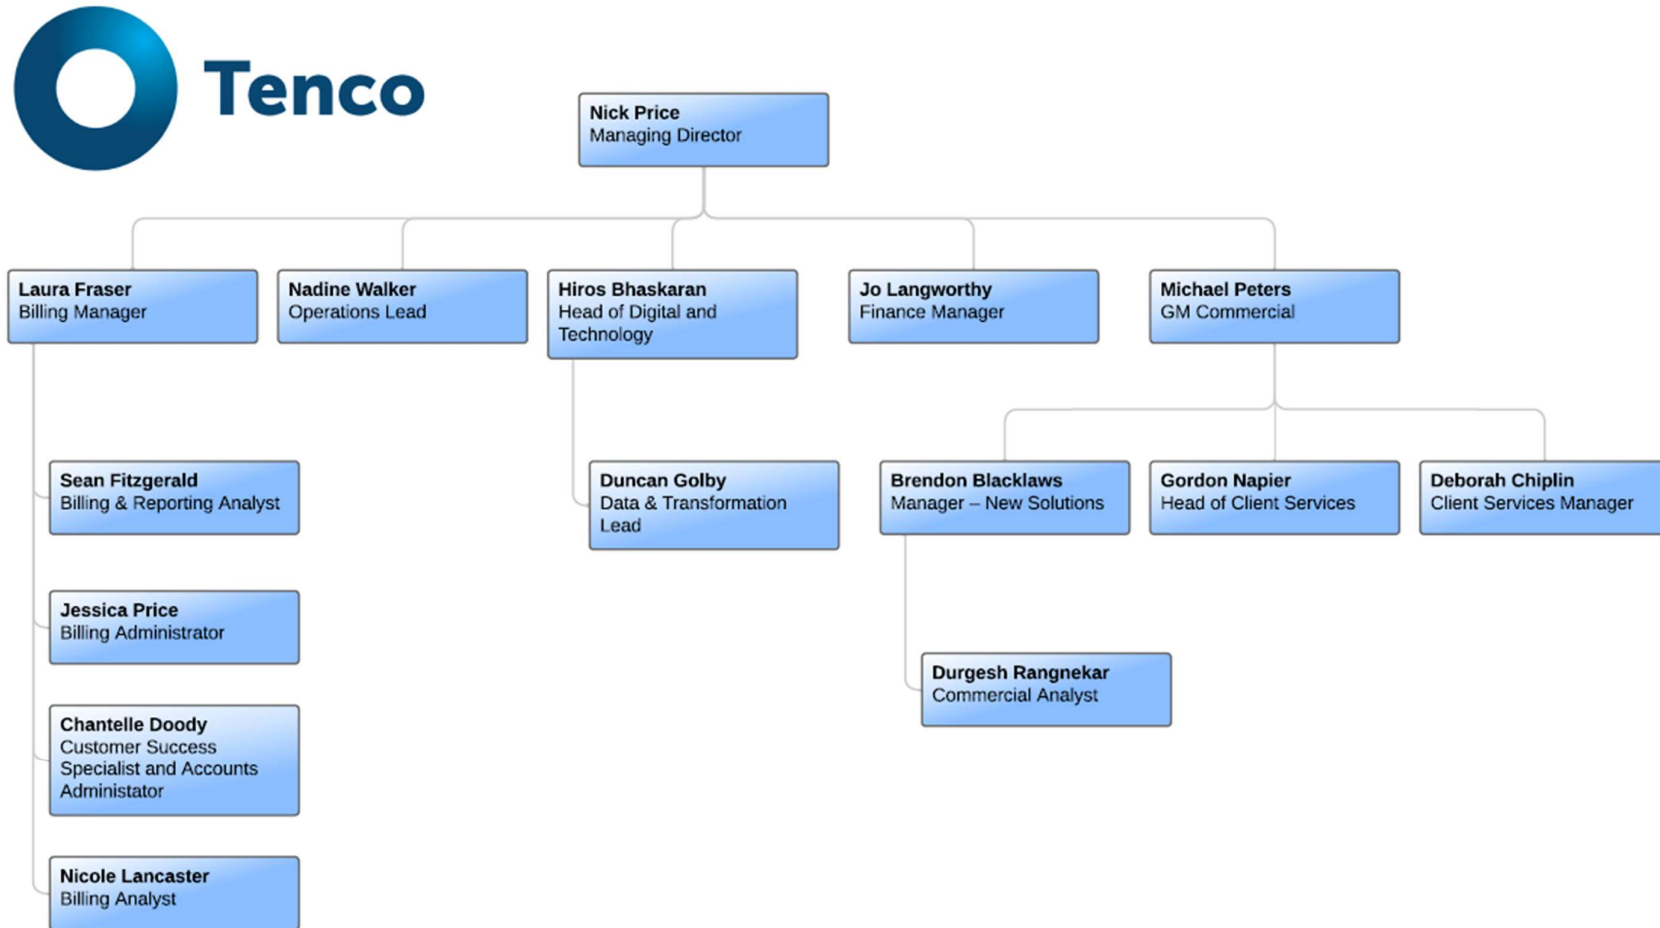 Tenco
Nick Price
Managing Director
Laura Fraser
Billing Manager
Nadine Walker
Operations Lead
Hiros Bhaskaran
Head of Digital and
Technology
Jo Langworthy
Finance Manager
Michael Peters
GM Commercial
Sean Fitzgerald
Billing & Reporting Analyst
Duncan Golby
Data & Transformation
Lead
Brendon Blacklaws
Manager – New Solutions
Gordon Napier
Head of Client Services
Deborah Chiplin
Client Services Manager
Jessica Price
Billing Administrator
Durgesh Rangnekar
Commercial Analyst
Chantelle Doody
Customer Success
Specialist and Accounts
Administator
Nicole Lancaster
Billing Analyst